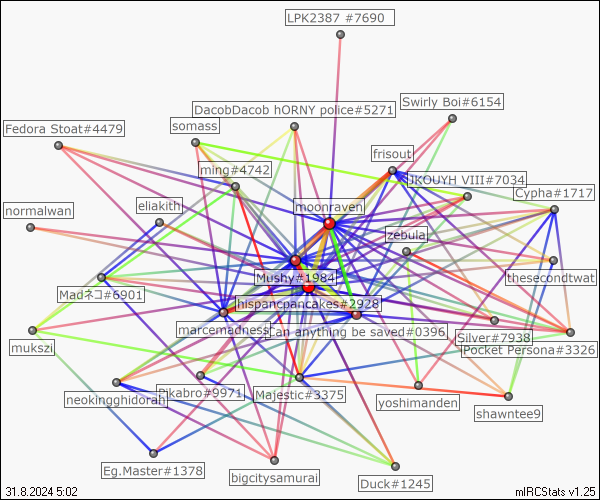 LPK2387 #7690
DacobDacob hORNY police#5271
Swirly Boi#6154
Fedora Stoat#4479
somass
frisout
ming#4742
JKOUYH VIII#7034
Cypha#1717
normalwan
eliakith
moonraven
zebula
Mushy#1984
thesecondtwat
Madネコ#6901
hispancpancakes#2928
marcemadness
Can anything be saved#0396
Silver#7938
mukszi
Pocket Persona#3326
neokingghidorah
Pikabro#9971
Majestic#3375
yoshimanden
shawntee9
Eg.Master#1378
bigcitysamurai
Duck#1245
31.8.2024 5:02
mIRCStats v1.25